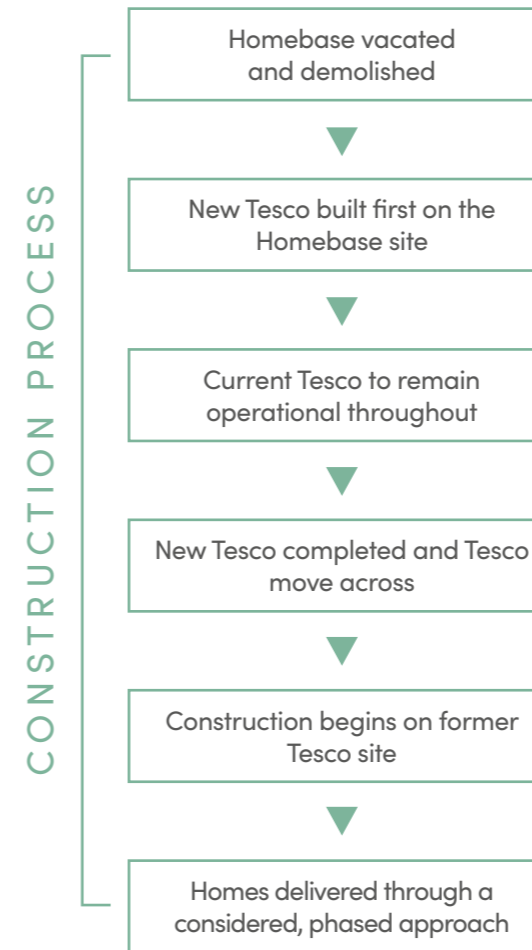 CONSTRUCTION PROCESS
Homebase vacated
and demolished
New Tesco built first on the
Homebase site
Current Tesco to remain
operational throughout
New Tesco completed and Tesco
move across
Construction begins on former
Tesco site
Homes delivered through a
considered, phased approach